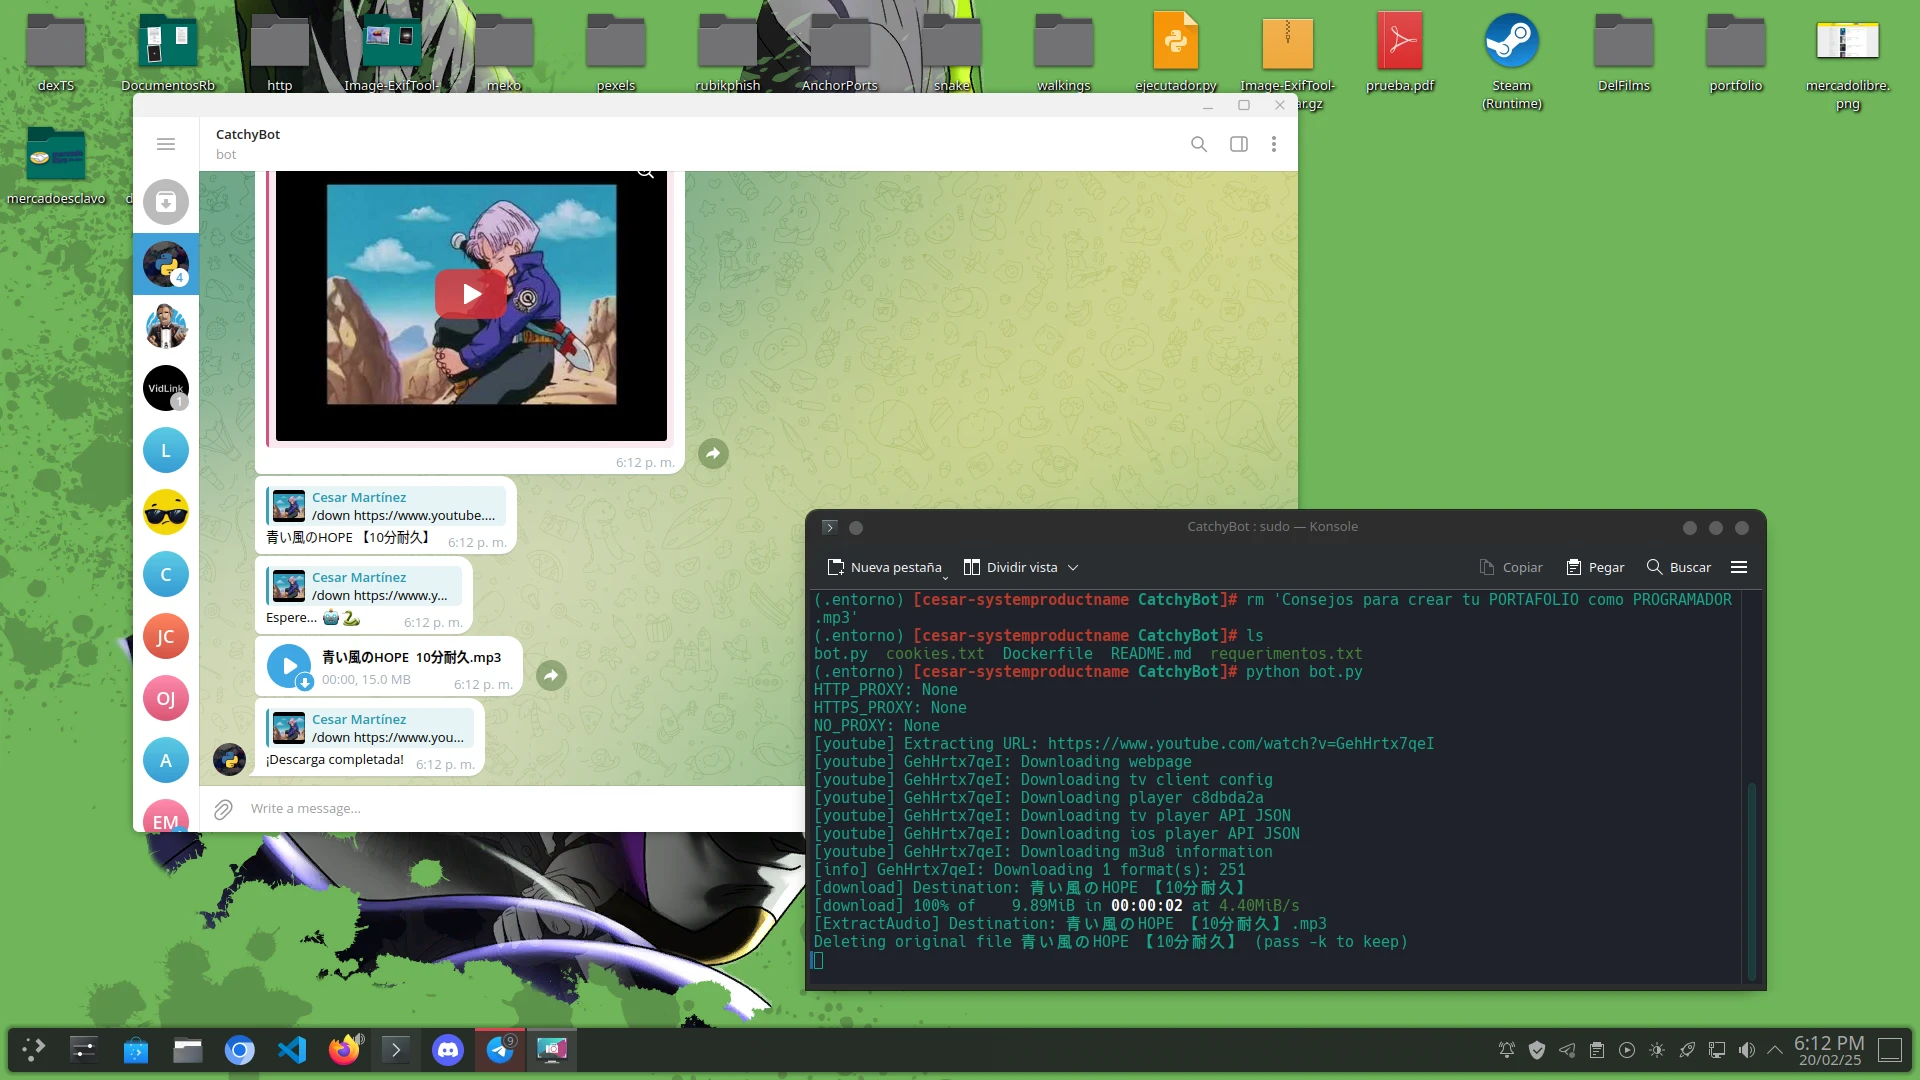 dexTS
DocumentosRb
http
Image-ExifTool-
meko
pexels
rubikphish
AnchorPorts
snake
walkings
ejecutador.py
Image-ExifTool-
ar.gz
prueba.pdf
Steam
(Runtime)
DelFilms
portfolio
mercadolibre.
png
mercadoesclavo
d
CatchyBot
bot
4
VidLink
1
L
C
JC
OJ
A
EM
6:12 p. m.
Cesar Martínez
/down https://www.youtube....
青い風のHOPE 【10分耐久】
6:12 p. m.
Cesar Martínez
/down https://www.y...
Espere... 🤖🐍
6:12 p. m.
青い風のHOPE 10分耐久.mp3
00:00, 15.0 MB
6:12 p. m.
Cesar Martínez
/down https://www.you...
¡Descarga completada!
6:12 p. m.
Write a message...
CatchyBot : sudo — Konsole
Nueva pestaña
Dividir vista
Copiar
Pegar
Buscar
(.entorno) [cesar-systemproductname CatchyBot]# rm 'Consejos para crear tu PORTAFOLIO como PROGRAMADOR
.mp3'
(.entorno) [cesar-systemproductname CatchyBot]# ls
bot.py cookies.txt Dockerfile README.md requerimentos.txt
(.entorno) [cesar-systemproductname CatchyBot]# python bot.py
HTTP_PROXY: None
HTTPS_PROXY: None
NO_PROXY: None
[youtube] Extracting URL: https://www.youtube.com/watch?v=GehHrtx7qeI
[youtube] GehHrtx7qeI: Downloading webpage
[youtube] GehHrtx7qeI: Downloading tv client config
[youtube] GehHrtx7qeI: Downloading player c8dbda2a
[youtube] GehHrtx7qeI: Downloading tv player API JSON
[youtube] GehHrtx7qeI: Downloading ios player API JSON
[youtube] GehHrtx7qeI: Downloading m3u8 information
[info] GehHrtx7qeI: Downloading 1 format(s): 251
[download] Destination: 青い風のHOPE 【10分耐久】
[download] 100% of 9.89MiB in 00:00:02 at 4.40MiB/s
[ExtractAudio] Destination: 青い風のHOPE 【10分耐久】.mp3
Deleting original file 青い風のHOPE 【10分耐久】 (pass -k to keep)
9
6:12 PM
20/02/25